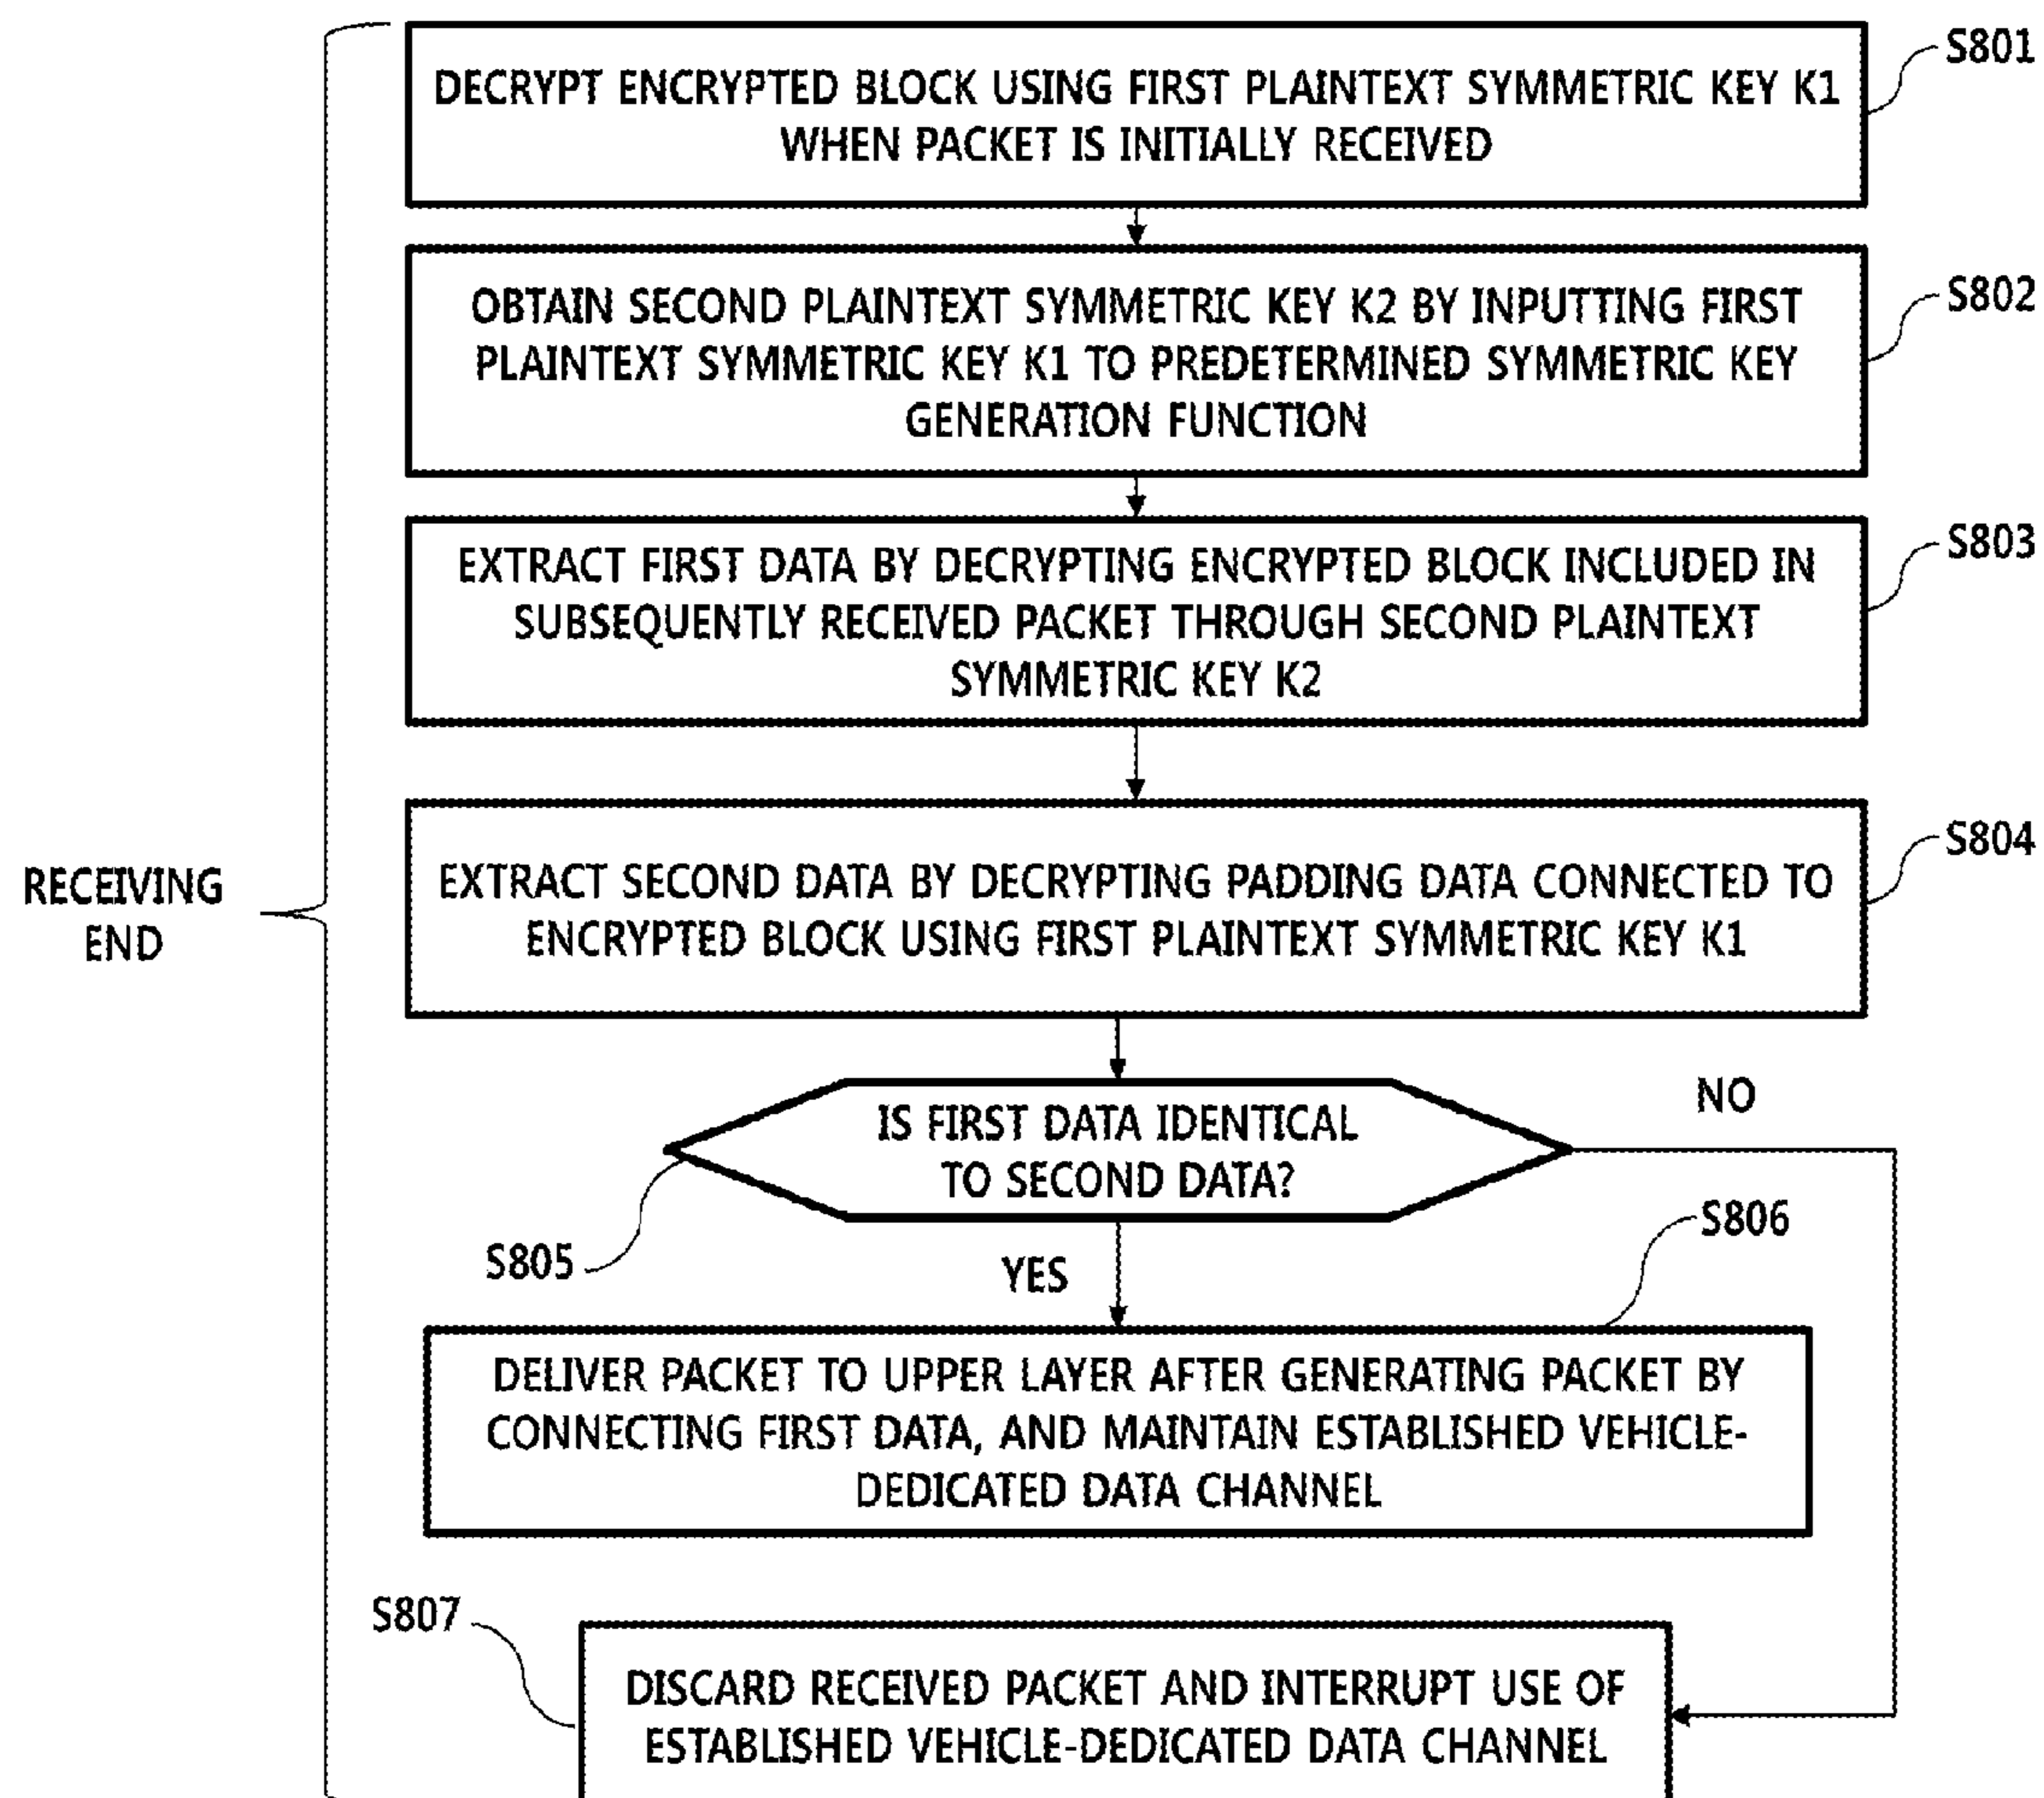 DECRYPT ENCRYPTED BLOCK USING FIRST PLAINTEXT SYMMETRIC KEY K1
WHEN PACKET IS INITIALLY RECEIVED
S801
OBTAIN SECOND PLAINTEXT SYMMETRIC KEY K2 BY INPUTTING FIRST
PLAINTEXT SYMMETRIC KEY K1 TO PREDETERMINED SYMMETRIC KEY
GENERATION FUNCTION
S802
EXTRACT FIRST DATA BY DECRYPTING ENCRYPTED BLOCK INCLUDED IN
SUBSEQUENTLY RECEIVED PACKET THROUGH SECOND PLAINTEXT
SYMMETRIC KEY K2
S803
RECEIVING
END
EXTRACT SECOND DATA BY DECRYPTING PADDING DATA CONNECTED TO
ENCRYPTED BLOCK USING FIRST PLAINTEXT SYMMETRIC KEY K1
S804
IS FIRST DATA IDENTICAL
TO SECOND DATA?
NO
S805
YES
S806
DELIVER PACKET TO UPPER LAYER AFTER GENERATING PACKET BY
CONNECTING FIRST DATA, AND MAINTAIN ESTABLISHED VEHICLE-
DEDICATED DATA CHANNEL
S807
DISCARD RECEIVED PACKET AND INTERRUPT USE OF
ESTABLISHED VEHICLE-DEDICATED DATA CHANNEL